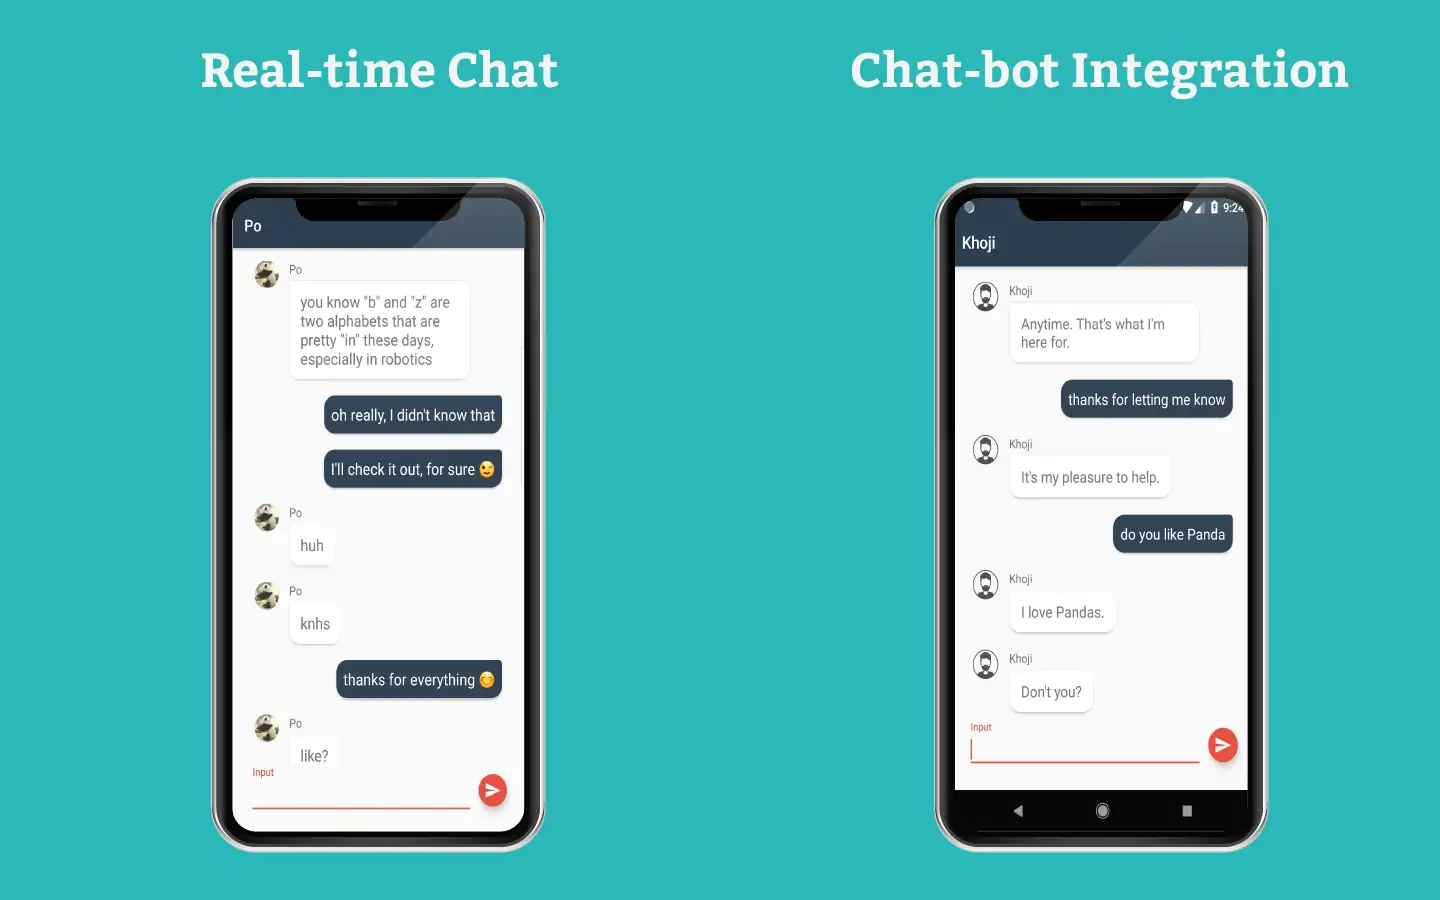 Real-time Chat
Po
Po
you know "b" and "z" are
two alphabets that are
pretty "in" these days,
especially in robotics
oh really, I didn't know that
I'll check it out, for sure 😉
Po
huh
Po
knhs
thanks for everything 😊
Po
like?
Input
Chat-bot Integration
9:24
Khoji
Khoji
Anytime. That's what I'm
here for.
thanks for letting me know
Khoji
It's my pleasure to help.
do you like Panda
Khoji
I love Pandas.
Khoji
Don't you?
Input